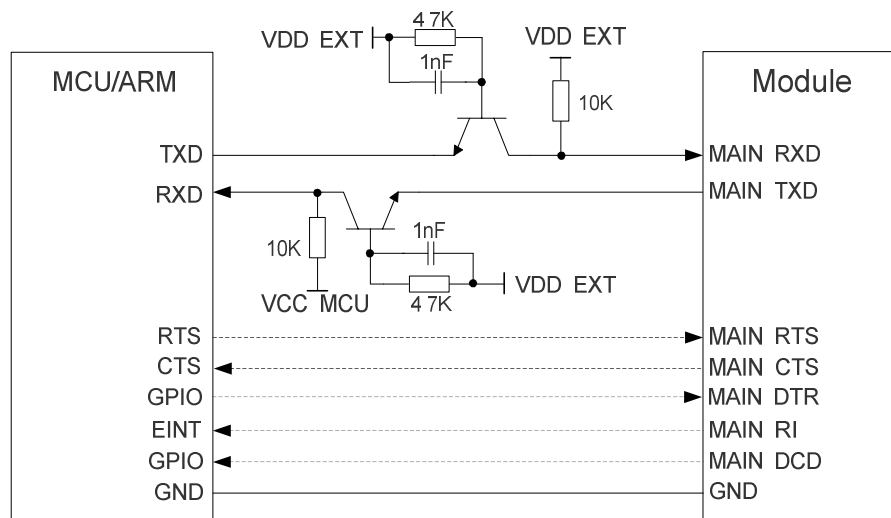 4 7K
VDD EXT
1nF
VDD EXT
10K
MCU/ARM
Module
TXD
MAIN RXD
RXD
MAIN TXD
1nF
10K
4 7K
VDD EXT
VCC MCU
RTS
MAIN RTS
CTS
MAIN CTS
GPIO
MAIN DTR
EINT
MAIN RI
GPIO
MAIN DCD
GND
GND